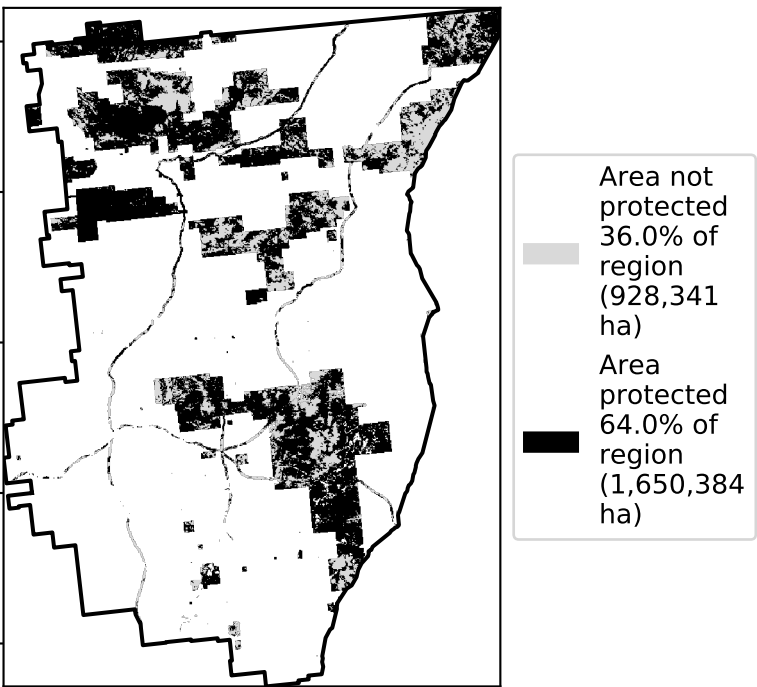 Area not
protected
36.0% of
region
(928,341
ha)
Area
protected
64.0% of
region
(1,650,384
ha)